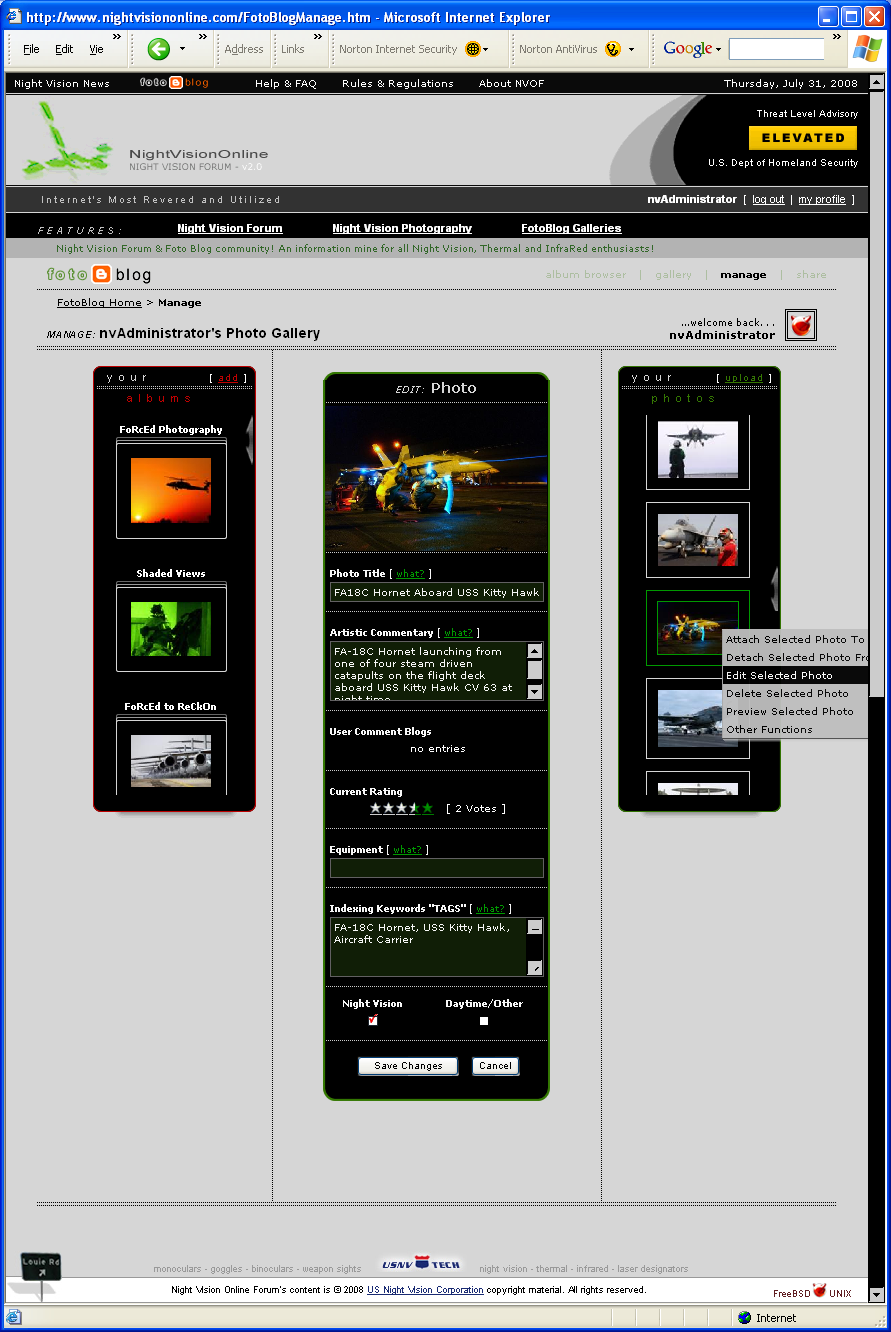 http://www.nightvisiononline.com/FotoBlogManage.htm - Microsoft Internet Explorer
File Edit Vie » » Address Links » Norton Internet Security Norton AntiVirus Google »
Night Vision News fotoBblog Help & FAQ Rules & Regulations About NVOF Thursday, July 31, 2008
Threat Level Advisory
ELEVATED
U.S. Dept of Homeland Security
NightVisionOnline
NIGHT VISION FORUM - v2.0
Internet's Most Revered and Utilized
nvAdministrator [ log out | my profile ]
FEATURES: Night Vision Forum Night Vision Photography FotoBlog Galleries
Night Vision Forum & Foto Blog community! An information mine for all Night Vision, Thermal and InfraRed enthusiasts!
foto B blog album browser | gallery | manage | share
FotoBlog Home > Manage
...welcome back...
nvAdministrator
MANAGE: nvAdministrator's Photo Gallery
your [ add ]
albums
FoRcEd Photography
Shaded Views
FoRcEd to ReCkOn
EDIT: Photo
Photo Title [ what? ]
FA18C Hornet Aboard USS Kitty Hawk
Artistic Commentary [ what? ]
FA-18C Hornet launching from
one of four steam driven
catapults on the flight deck
aboard USS Kitty Hawk CV 63 at
night time
User Comment Blogs
no entries
Current Rating
[ 2 Votes ]
Equipment [ what? ]
Indexing Keywords "TAGS" [ what? ]
FA-18C Hornet, USS Kitty Hawk,
Aircraft Carrier
Night Vision Daytime/Other
Save Changes Cancel
your [ upload ]
photos
Attach Selected Photo To
Detach Selected Photo Fro
Edit Selected Photo
Delete Selected Photo
Preview Selected Photo
Other Functions
Louie Rd
monoculars - goggles - binoculars - weapon sights USNV TECH night vision - thermal - infrared - laser designators
Night Vision Online Forum's content is © 2008 US Night Vision Corporation copyright material. All rights reserved.
FreeBSD UNIX
Internet